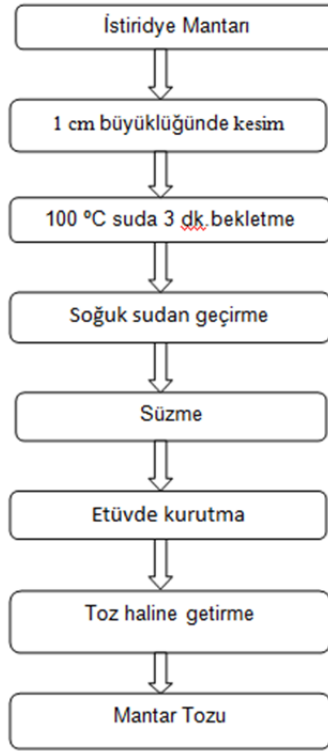 İstiridye Mantarı
1 cm büyüklüğünde kesim
100 ºC suda 3 dk.bekletme
Soğuk sudan geçirme
Süzme
Etüvde kurutma
Toz haline getirme
Mantar Tozu